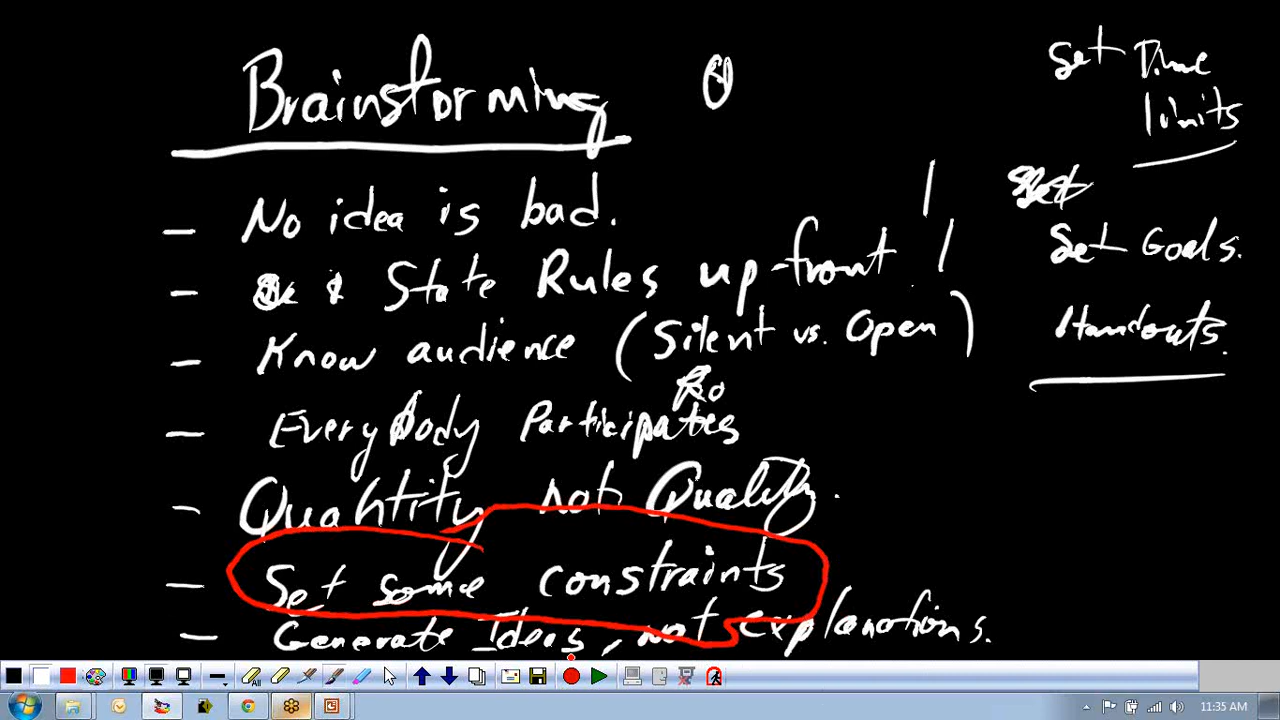 Brainstorming
- No idea is bad.
- State Rules up-front !
- Know audience (Silent vs. Open)
- Everybody Participates
- Quantity not Quality.
- Set some constraints
- Generate Ideas, not explanations.
Set Time
limits
Set Goals.
Handouts.
All
11:35 AM